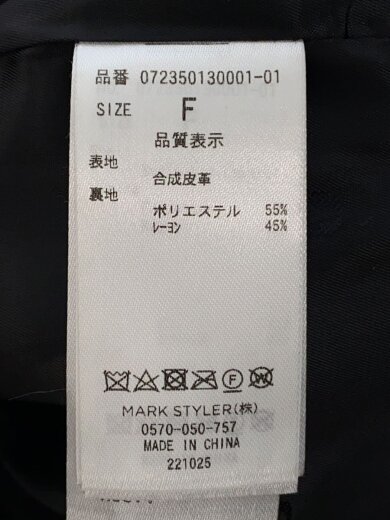 品番 072350130001-01
SIZE F
品質表示
表地
合成皮革
裏地
ポリエステル 55%
レーヨン 45%
F W
MARK STYLER(株)
0570-050-757
MADE IN CHINA
221025